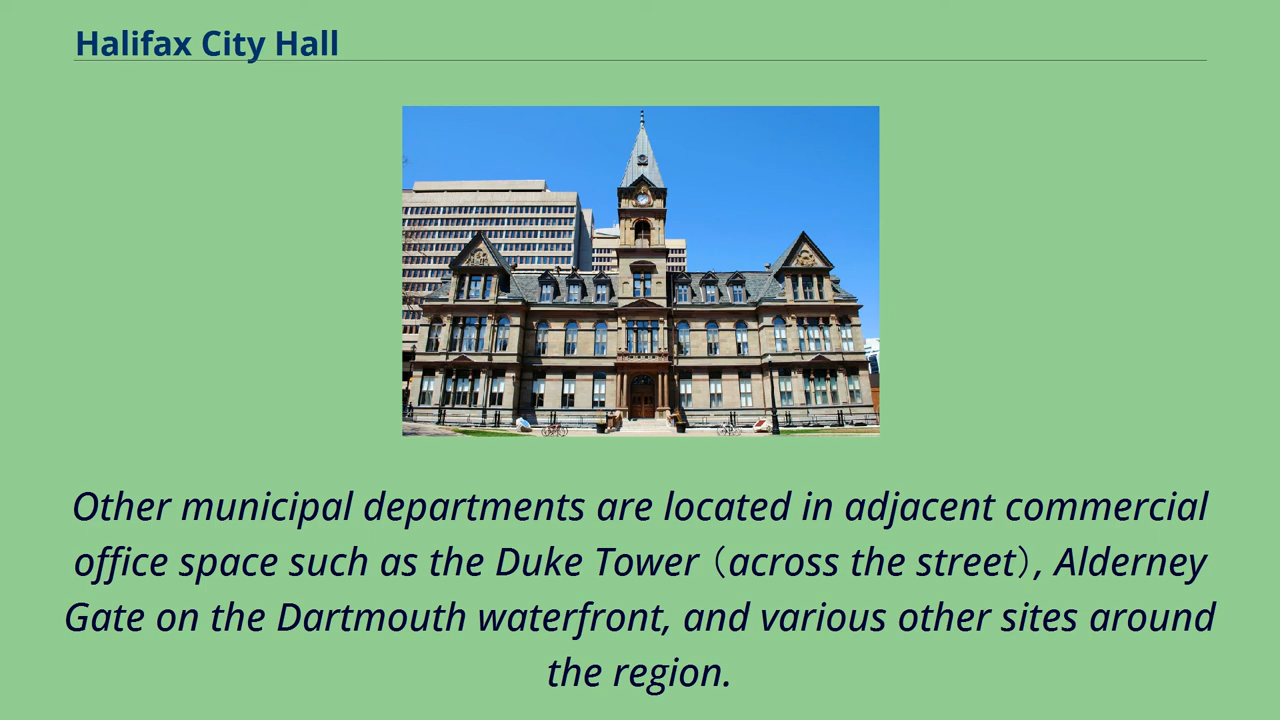 Halifax City Hall
Other municipal departments are located in adjacent commercial
office space such as the Duke Tower（across the street）, Alderney
Gate on the Dartmouth waterfront, and various other sites around
the region.